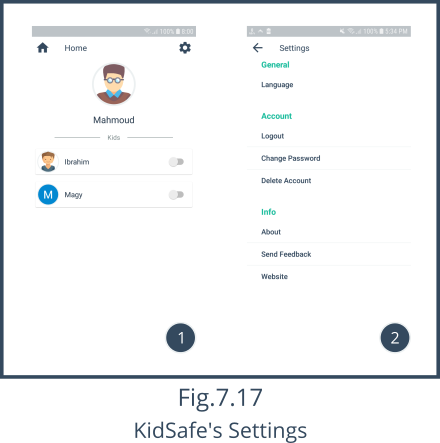 100% 8:05
Home
Mahmoud
Kids
Ibrahim
M Magy
1
100% 5:34 PM
Settings
General
Language
Account
Logout
Change Password
Delete Account
Info
About
Send Feedback
Website
2
Fig.7.17
KidSafe's Settings